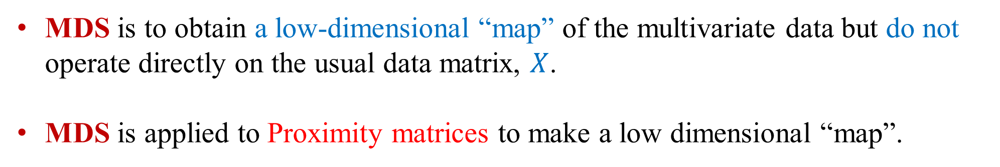 • MDS is to obtain a low-dimensional “map” of the multivariate data but do not
operate directly on the usual data matrix, X.
• MDS is applied to Proximity matrices to make a low dimensional “map”.